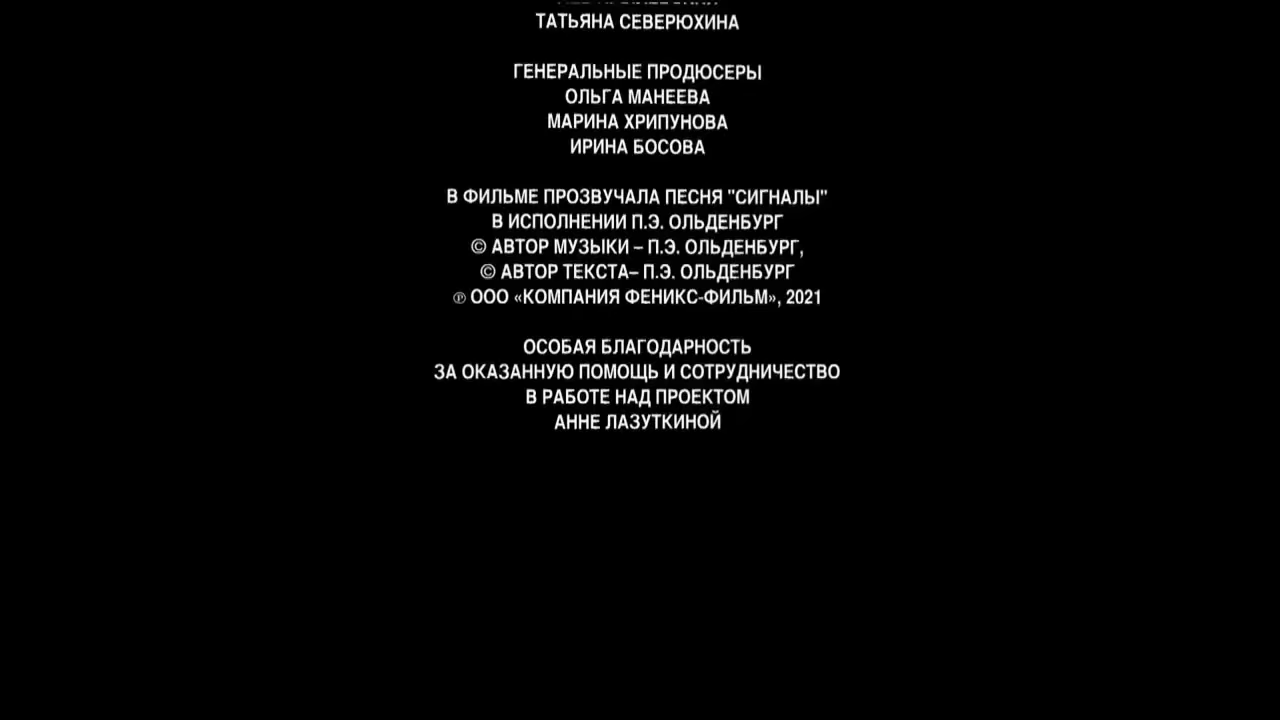 ТАТЬЯНА СЕВЕРЮХИНА
ГЕНЕРАЛЬНЫЕ ПРОДЮСЕРЫ
ОЛЬГА МАНЕЕВА
МАРИНА ХРИПУНОВА
ИРИНА БОСОВА
В ФИЛЬМЕ ПРОЗВУЧАЛА ПЕСНЯ "СИГНАЛЫ"
В ИСПОЛНЕНИИ П.Э. ОЛЬДЕНБУРГ
© АВТОР МУЗЫКИ – П.Э. ОЛЬДЕНБУРГ,
© АВТОР ТЕКСТА– П.Э. ОЛЬДЕНБУРГ
℗ ООО «КОМПАНИЯ ФЕНИКС-ФИЛЬМ», 2021
ОСОБАЯ БЛАГОДАРНОСТЬ
ЗА ОКАЗАННУЮ ПОМОЩЬ И СОТРУДНИЧЕСТВО
В РАБОТЕ НАД ПРОЕКТОМ
АННЕ ЛАЗУТКИНОЙ